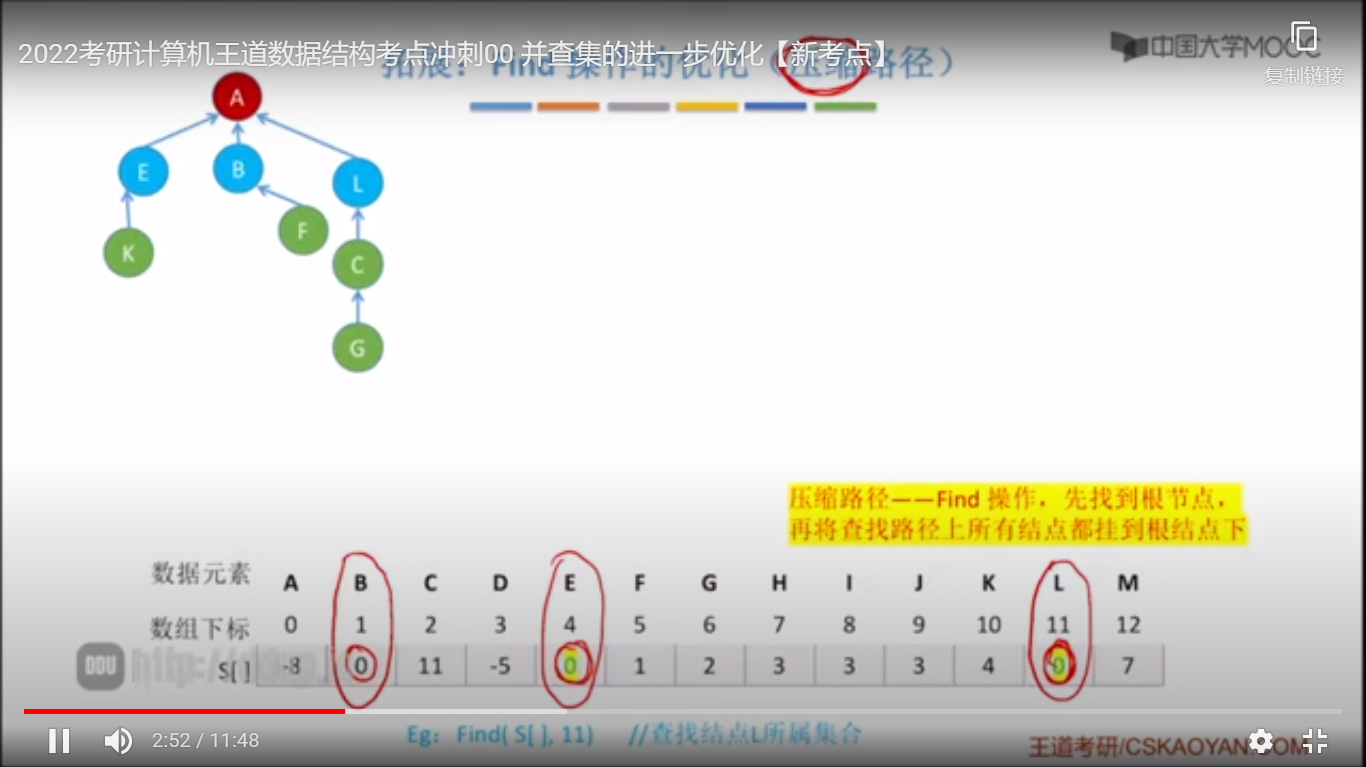 2022考研计算机王道数据结构考点冲刺00 并查集的进一步优化【新考点】
拓展：Find 操作的优化（压缩路径）
中国大学MOOC
复制链接
A
E
B
L
K
F
C
G
压缩路径——Find 操作，先找到根节点，
再将查找路径上所有结点都挂到根结点下
数据元素 A B C D E F G H I J K L M
数组下标 0 1 2 3 4 5 6 7 8 9 10 11 12
S[ ] -8 0 11 -5 0 1 2 3 3 3 4 0 7
2:52 / 11:48
Eg：Find( S[ ], 11) //查找结点L所属集合
王道考研/CSKAOYAN.COM